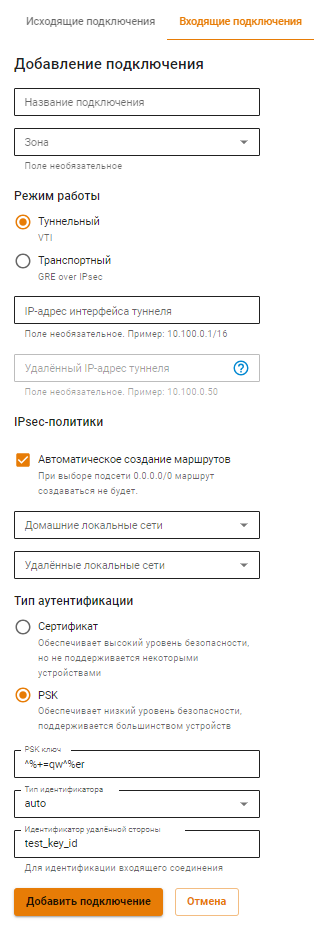 Исходящие подключения
Входящие подключения
Добавление подключения
Название подключения
Зона
Поле необязательное
Режим работы
Туннельный
VTI
Транспортный
GRE over IPsec
IP-адрес интерфейса туннеля
Поле необязательное. Пример: 10.100.0.1/16
Удалённый IP-адрес туннеля
Поле необязательное. Пример: 10.100.0.50
IPsec-политики
Автоматическое создание маршрутов
При выборе подсети 0.0.0.0/0 маршрут
создаваться не будет.
Домашние локальные сети
Удалённые локальные сети
Тип аутентификации
Сертификат
Обеспечивает высокий уровень безопасности,
но не поддерживается некоторыми
устройствами
PSK
Обеспечивает низкий уровень безопасности,
поддерживается большинством устройств
PSK ключ
^%+=qw^%er
Тип идентификатора
auto
Идентификатор удалённой стороны
test_key_id
Для идентификации входящего соединения
Добавить подключение
Отмена